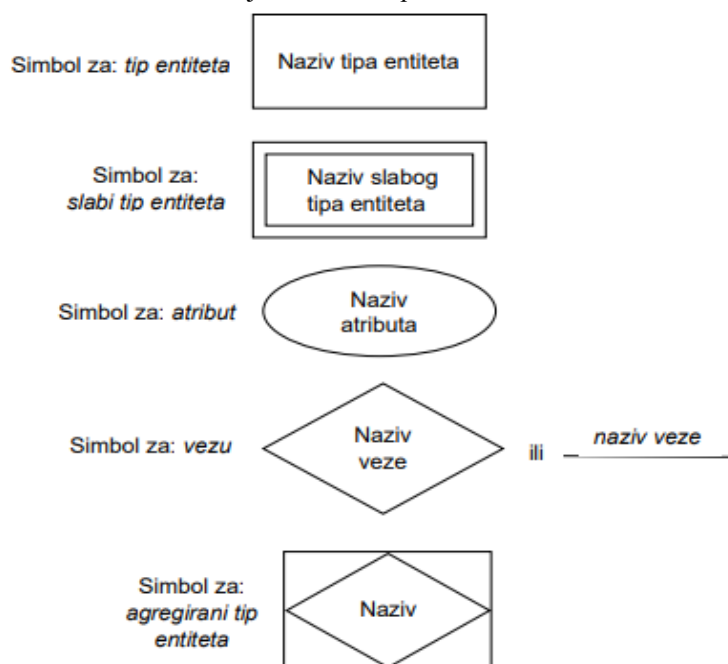 Simbol za: tip entiteta
Naziv tipa entiteta
Simbol za:
slabi tip entiteta
Naziv slabog
tipa entiteta
Simbol za: atribut
Naziv
atributa
Simbol za: vezu
Naziv
veze
ili
naziv veze
Simbol za:
agregirani tip
entiteta
Naziv